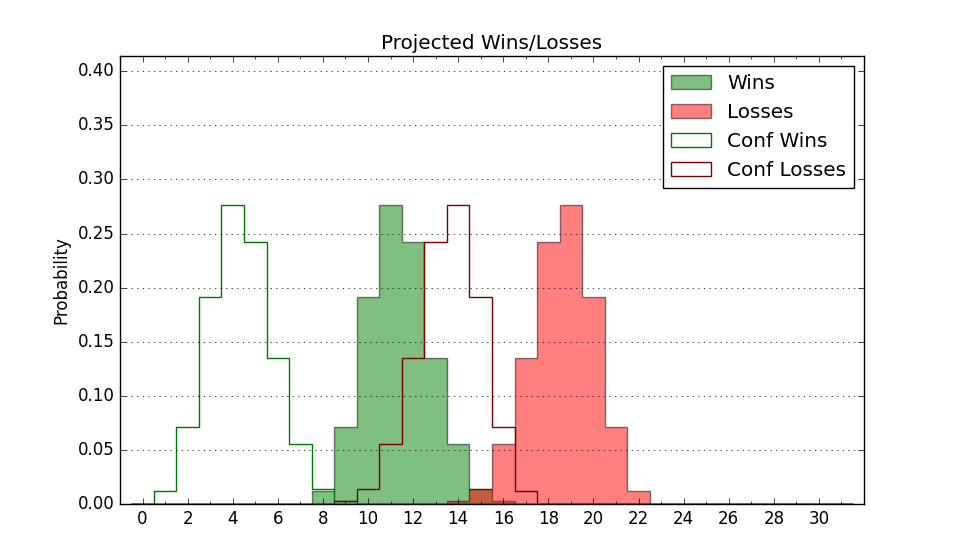 Projected Wins/Losses
0.40
0.35
0.30
0.25
0.20
0.15
0.10
0.05
0.00
Probability
Wins
Losses
Conf Wins
Conf Losses
0 2 4 6 8 10 12 14 16 18 20 22 24 26 28 30